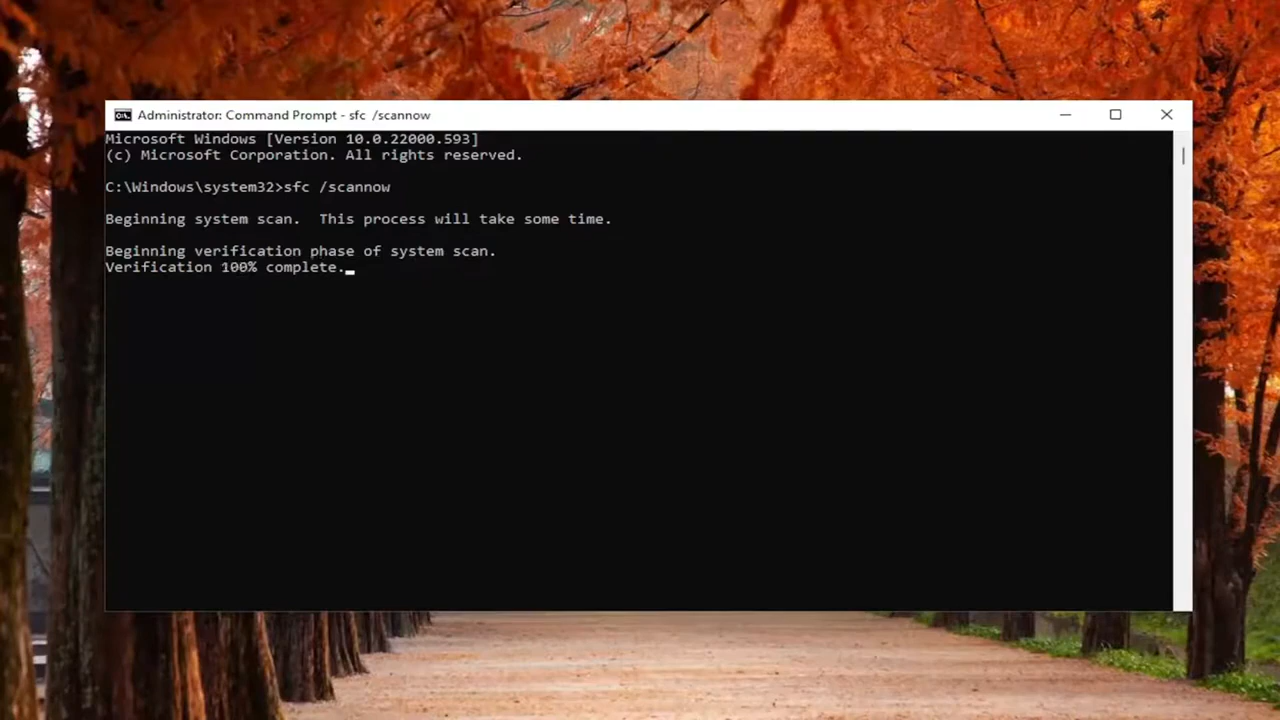 Administrator: Command Prompt - sfc  /scannow
Microsoft Windows [Version 10.0.22000.593]
(c) Microsoft Corporation. All rights reserved.
C:\Windows\system32>sfc /scannow
Beginning system scan.  This process will take some time.
Beginning verification phase of system scan.
Verification 100% complete.